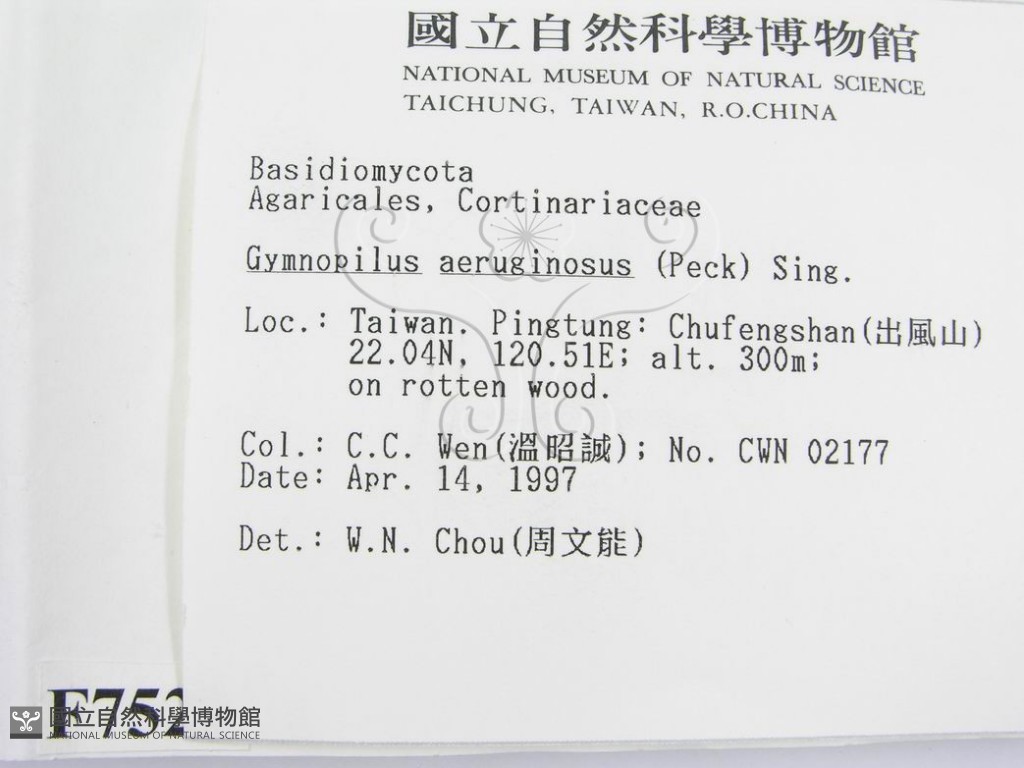 國立自然科學博物館
NATIONAL MUSEUM OF NATURAL SCIENCE
TAICHUNG, TAIWAN, R.O.CHINA
Basidiomycota
Agaricales, Cortinariaceae
Gymnopilus aeruginosus (Peck) Sing.
Loc.: Taiwan. Pingtung: Chufengshan(出風山)
22.04N, 120.51E; alt. 300m;
on rotten wood.
Col.: C.C. Wen(溫昭誠); No. CWN 02177
Date: Apr. 14, 1997
Det.: W.N. Chou(周文能)
F752
國立自然科學博物館
NATIONAL MUSEUM OF NATURAL SCIENCE